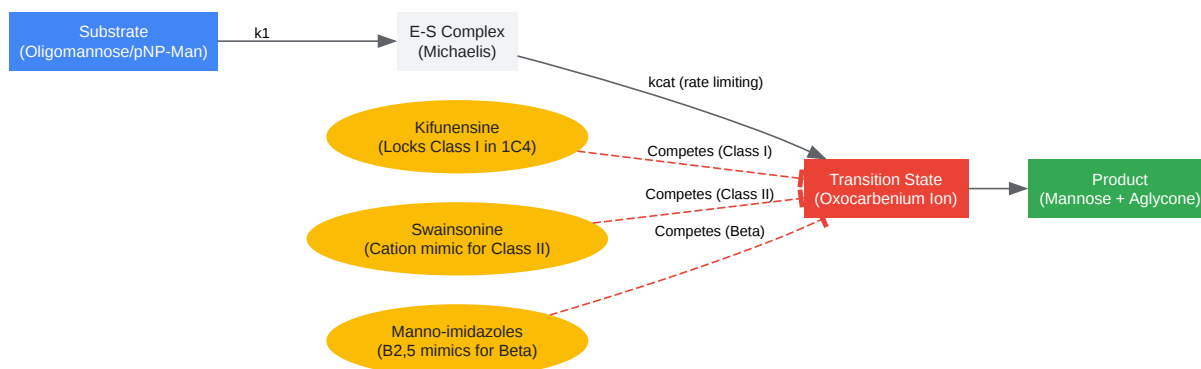 Substrate
(Oligomannose/pNP-Man)
k1
E-S Complex
(Michaelis)
kcat (rate limiting)
Kifunensine
(Locks Class I in 1C4)
Competes (Class I)
Transition State
(Oxocarbenium Ion)
Product
(Mannose + Aglycone)
Competes (Class II)
Swainsonine
(Cation mimic for Class II)
Competes (Beta)
Manno-imidazoles
(B2,5 mimics for Beta)